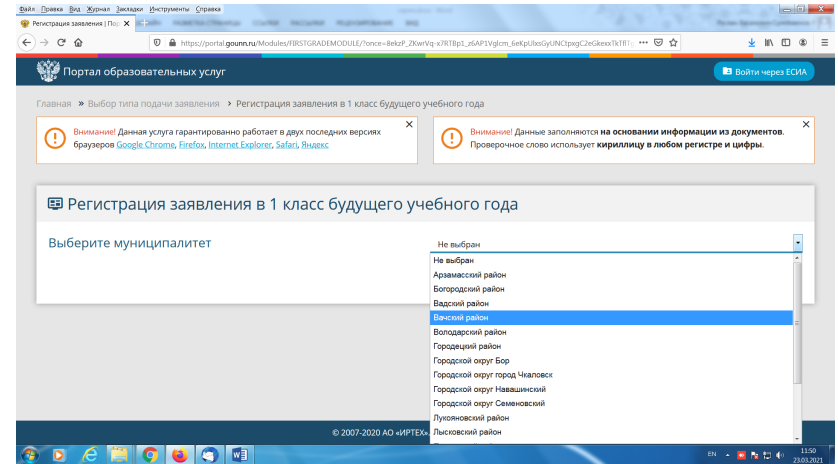 Файл Правка Вид Журнал Закладки Инструменты Справка
Регистрация заявления | Пор
https://portal.gounn.ru/Modules/FIRSTGRADEMODULE/?
Портал образовательных услуг
Войти через ЕСИА
Главная » Выбор типа подачи заявления › Регистрация заявления в 1 класс будущего учебного года
Внимание! Данная услуга гарантированно работает в двух последних версиях
браузеров Google Chrome, Firefox, Internet Explorer, Safari, Яндекс
Внимание! Данные заполняются на основании информации из документов.
Проверочное слово использует кириллицу в любом регистре и цифры.
Регистрация заявления в 1 класс будущего учебного года
Выберите муниципалитет
Не выбран
Не выбран
Арзамасский район
Богородский район
Вадский район
Вачский район
Володарский район
Городецкий район
Городской округ Бор
Городской округ город Чкаловск
Городской округ Навашинский
Городской округ Семеновский
Лукояновский район
Лысковский район
© 2007-2020 АО «ИРТЕХ»
EN
11:50
23.03.2021